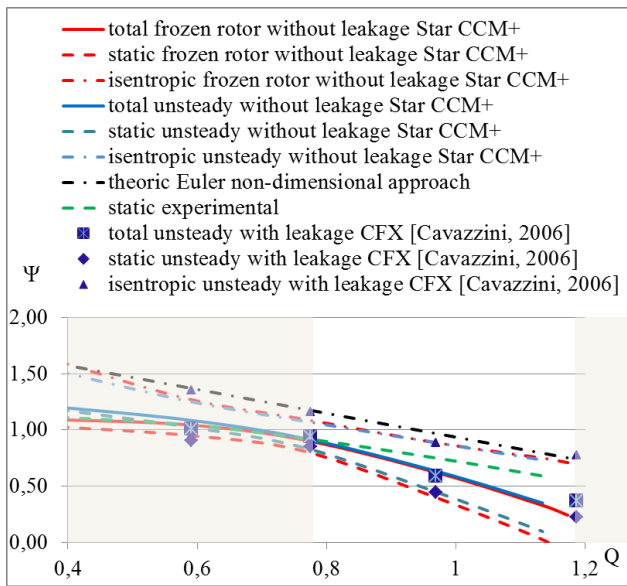 total frozen rotor without leakage Star CCM+
static frozen rotor without leakage Star CCM+
isentropic frozen rotor without leakage Star CCM+
total unsteady without leakage Star CCM+
static unsteady without leakage Star CCM+
isentropic unsteady without leakage Star CCM+
theoric Euler non-dimensional approach
static experimental
total unsteady with leakage CFX [Cavazzini, 2006]
static unsteady with leakage CFX [Cavazzini, 2006]
isentropic unsteady with leakage CFX [Cavazzini, 2006]
Ψ
2,00
1,50
1,00
0,50
0,00
0,4 0,6 0,8 1 Q 1,2